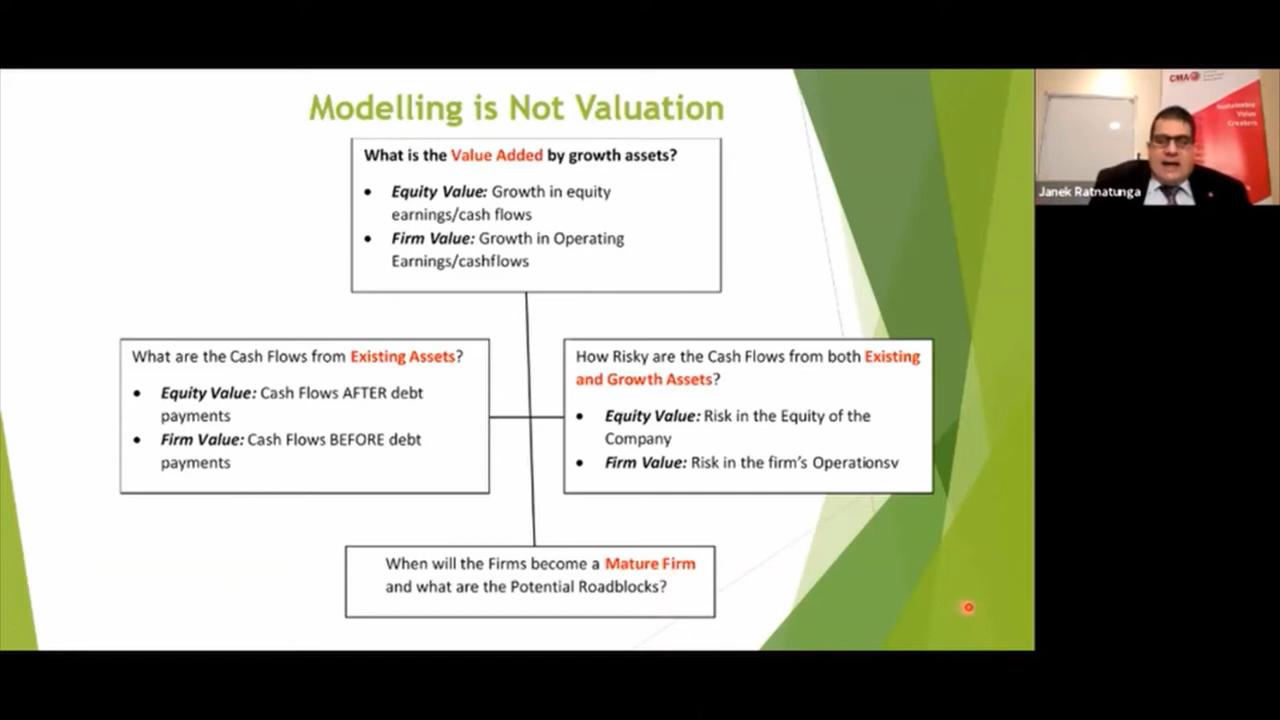 Modelling is Not Valuation
What is the Value Added by growth assets?
• Equity Value: Growth in equity
earnings/cash flows
• Firm Value: Growth in Operating
Earnings/cashflows
What are the Cash Flows from Existing Assets?
• Equity Value: Cash Flows AFTER debt
payments
• Firm Value: Cash Flows BEFORE debt
payments
How Risky are the Cash Flows from both Existing
and Growth Assets?
• Equity Value: Risk in the Equity of the
Company
• Firm Value: Risk in the firm's Operationsv
When will the Firms become a Mature Firm
and what are the Potential Roadblocks?
CMA
Sustainable
Value
Creators
Janek Ratnatunga